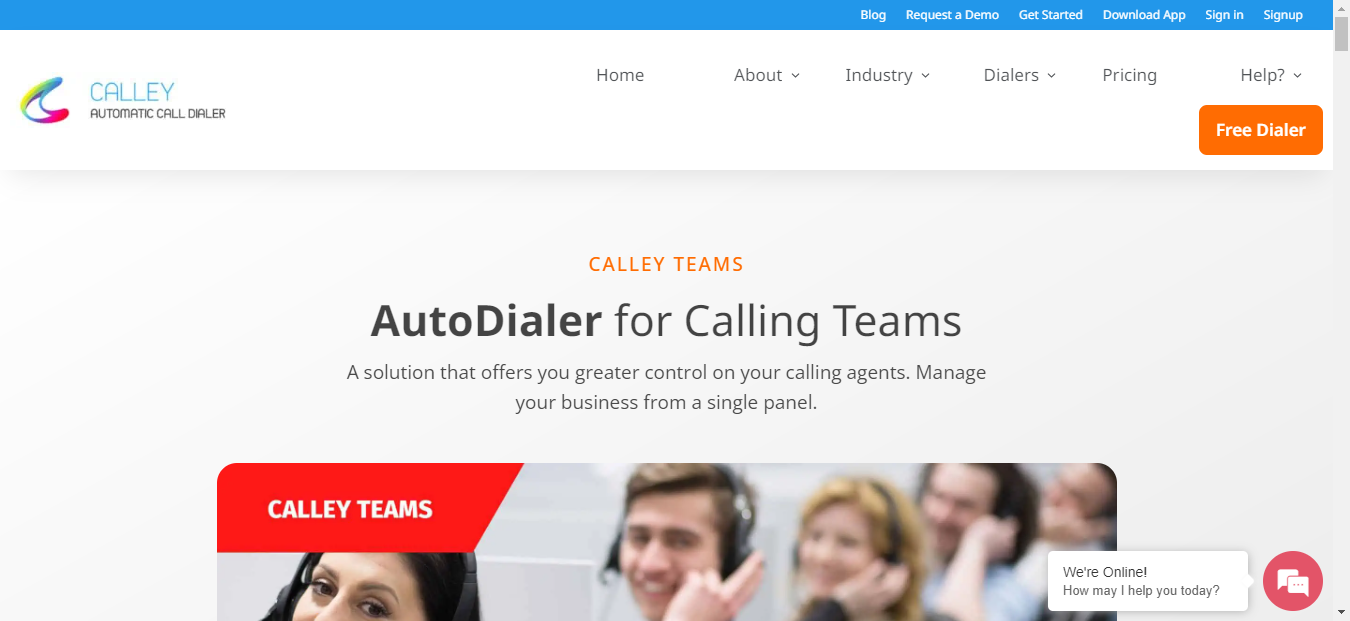 Blog Request a Demo Get Started Download App Sign in Signup
CALLEY
AUTOMATIC CALL DIALER
Home About Industry Dialers Pricing Help?
Free Dialer
CALLEY TEAMS
AutoDialer for Calling Teams
A solution that offers you greater control on your calling agents. Manage
your business from a single panel.
CALLEY TEAMS
We're Online!
How may I help you today?